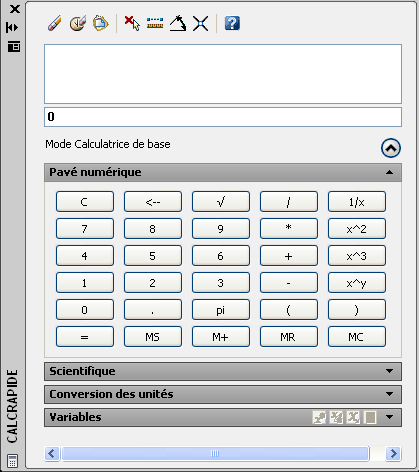 0
Mode Calculatrice de base
Pavé numérique
C <-- √ / 1/x
7 8 9 * x^2
4 5 6 + x^3
1 2 3 - x^y
0 . pi ( )
= MS M+ MR MC
Scientifique
Conversion des unités
Variables
CALCRAPIDE